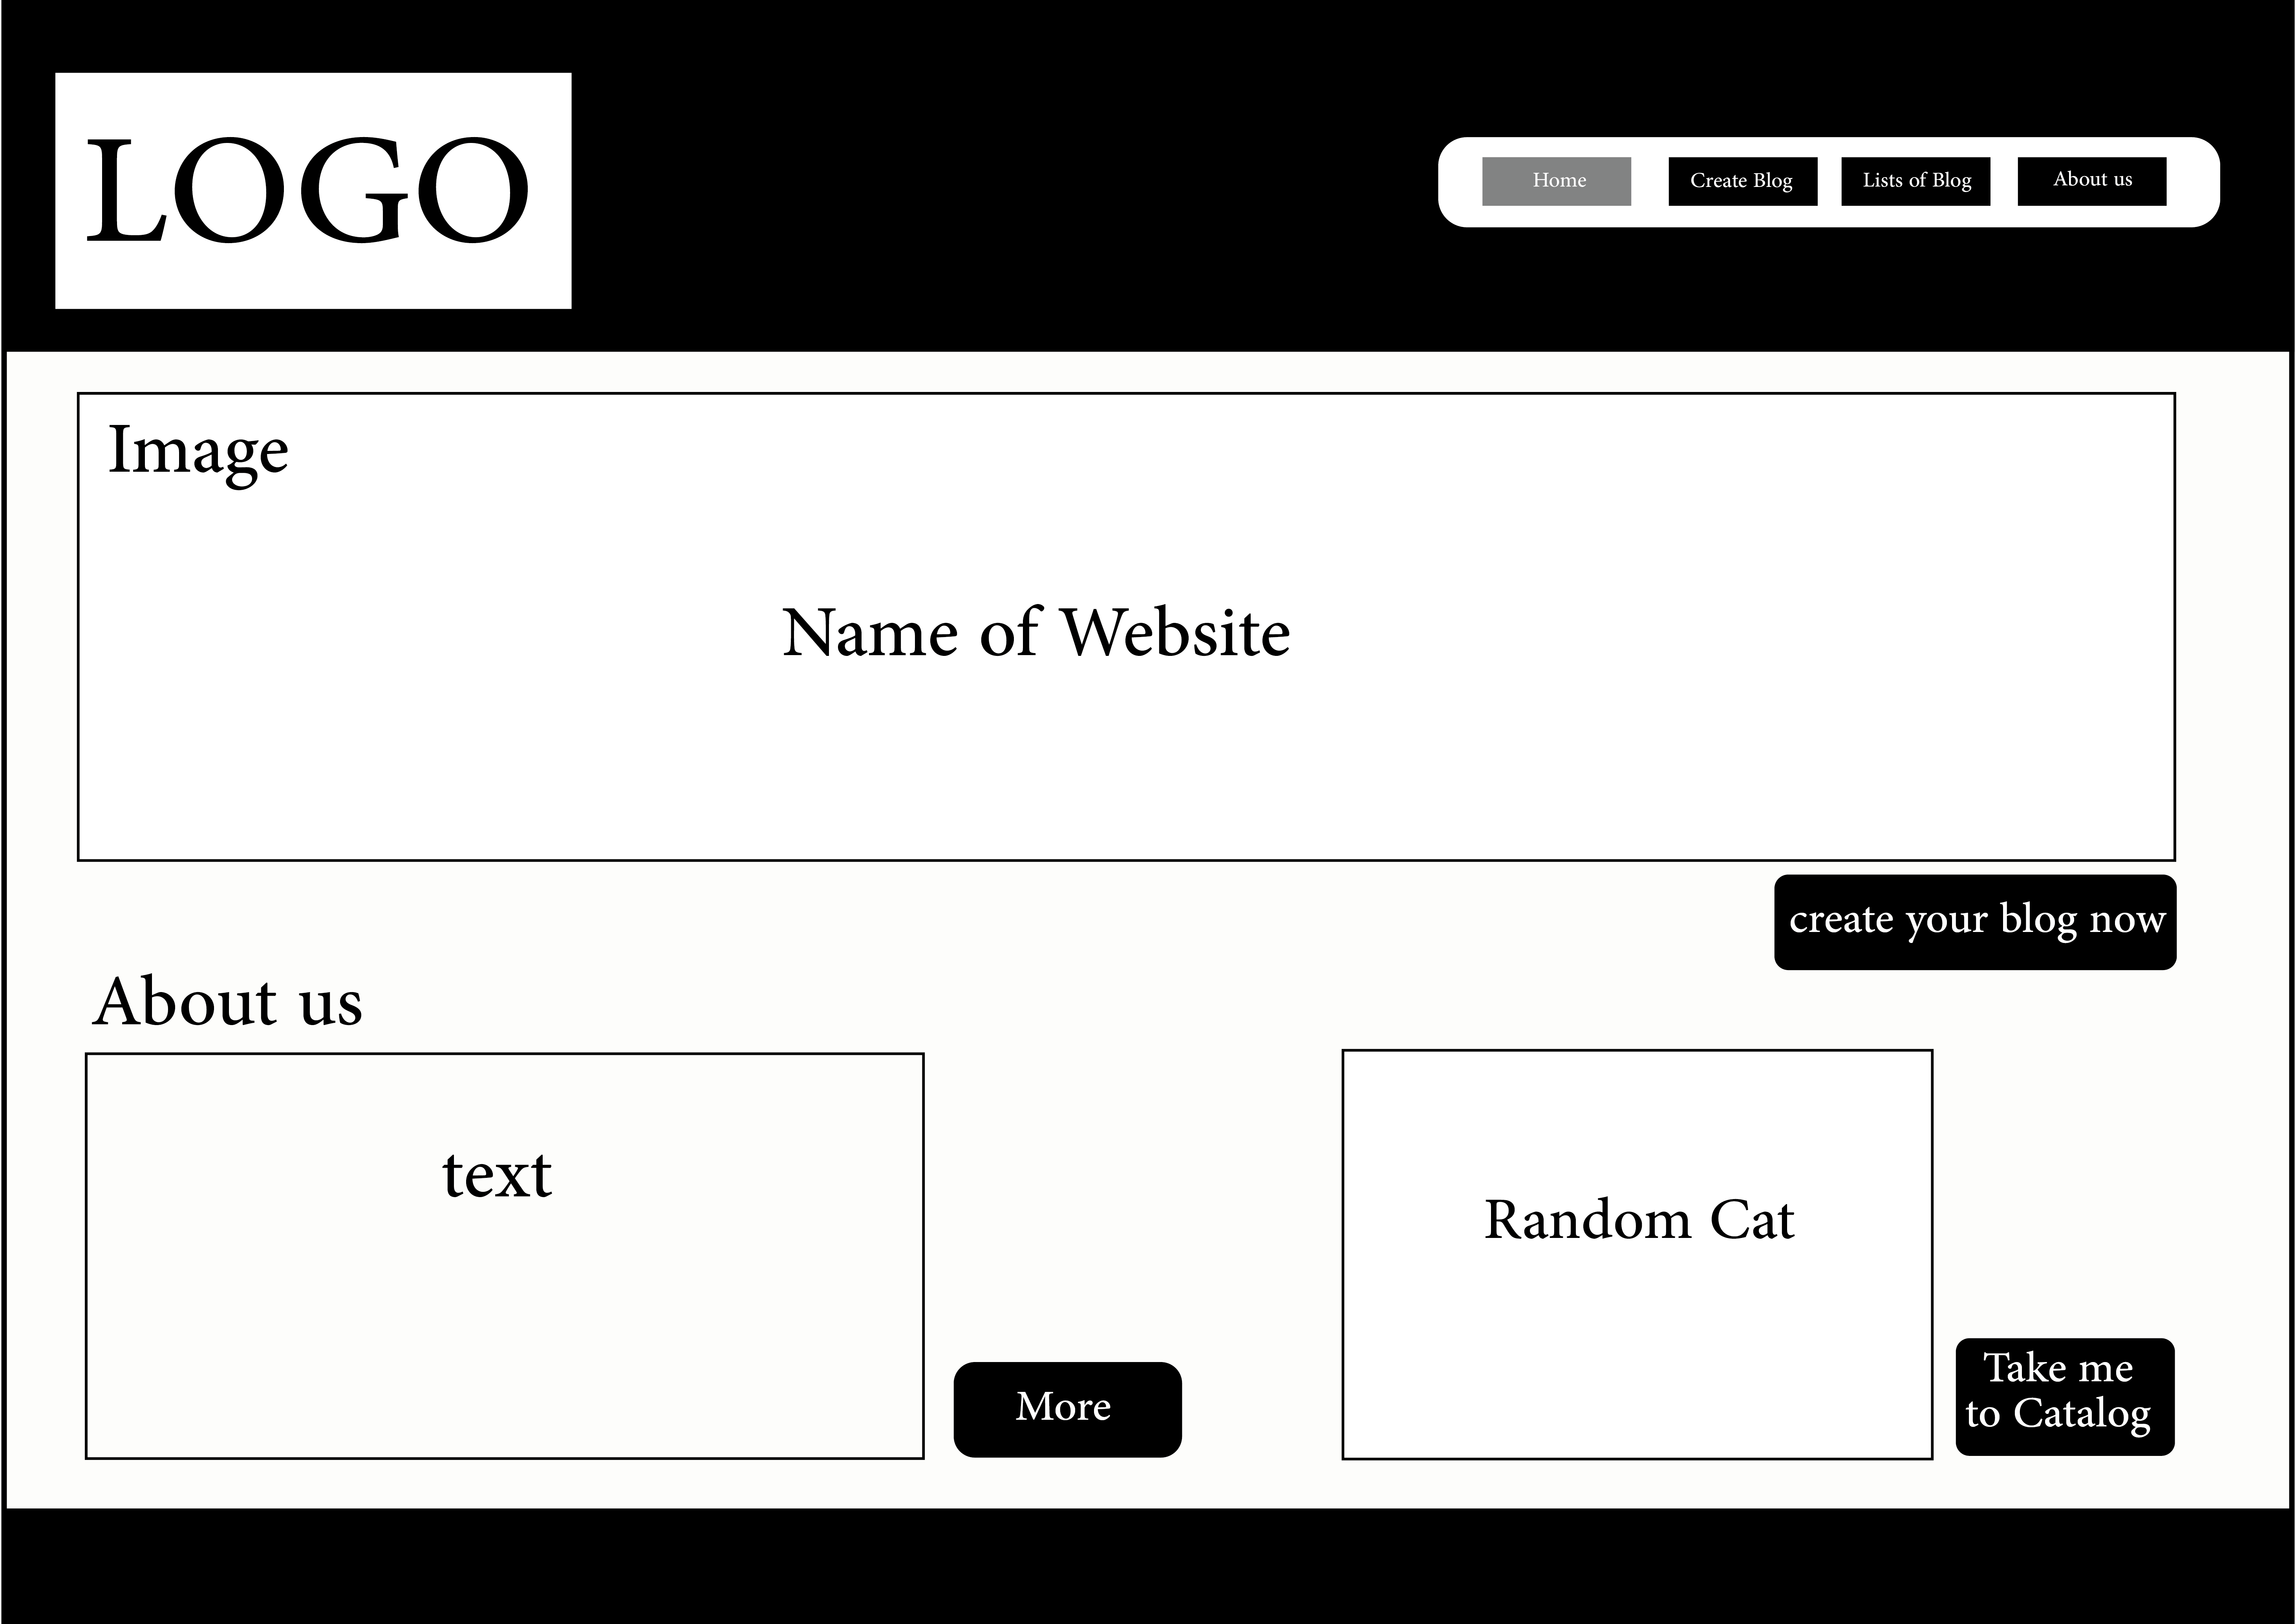 LOGO
Home
Create Blog
Lists of Blog
About us
Image
Name of Website
create your blog now
About us
text
More
Random Cat
Take me
to Catalog